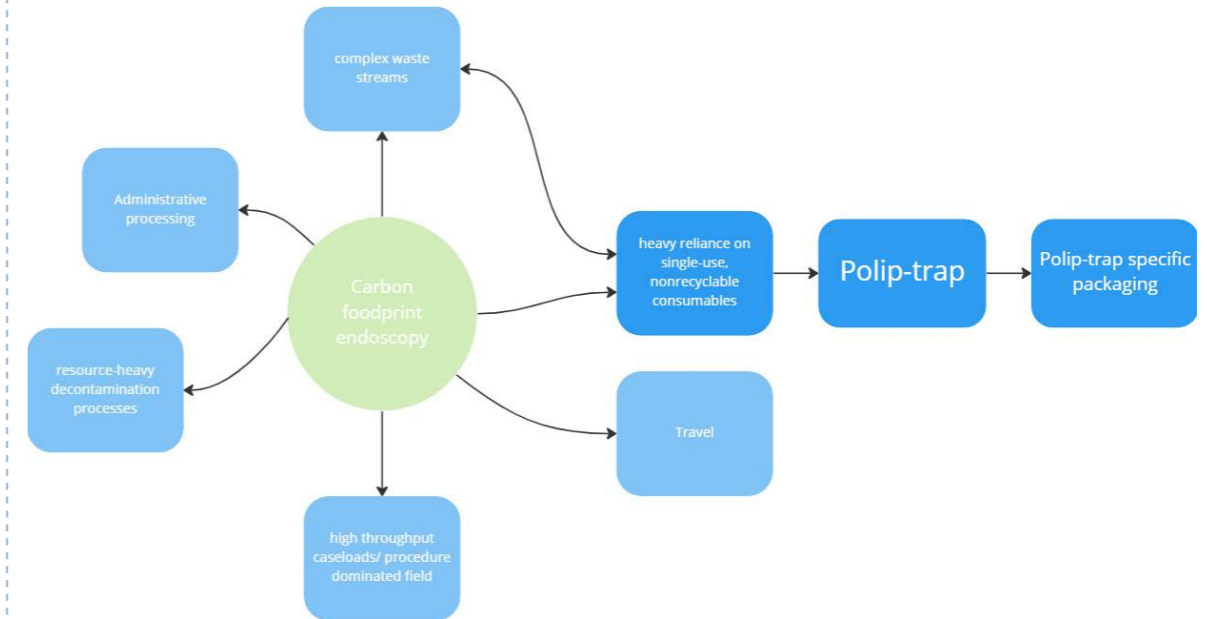 complex waste
streams
Administrative
processing
heavy reliance on
single-use,
nonrecyclable
consumables
Polip-trap
Polip-trap specific
packaging
Carbon
foodprint
endoscopy
resource-heavy
decontamination
processes
Travel
high throughput
caseloads/ procedure
dominated field